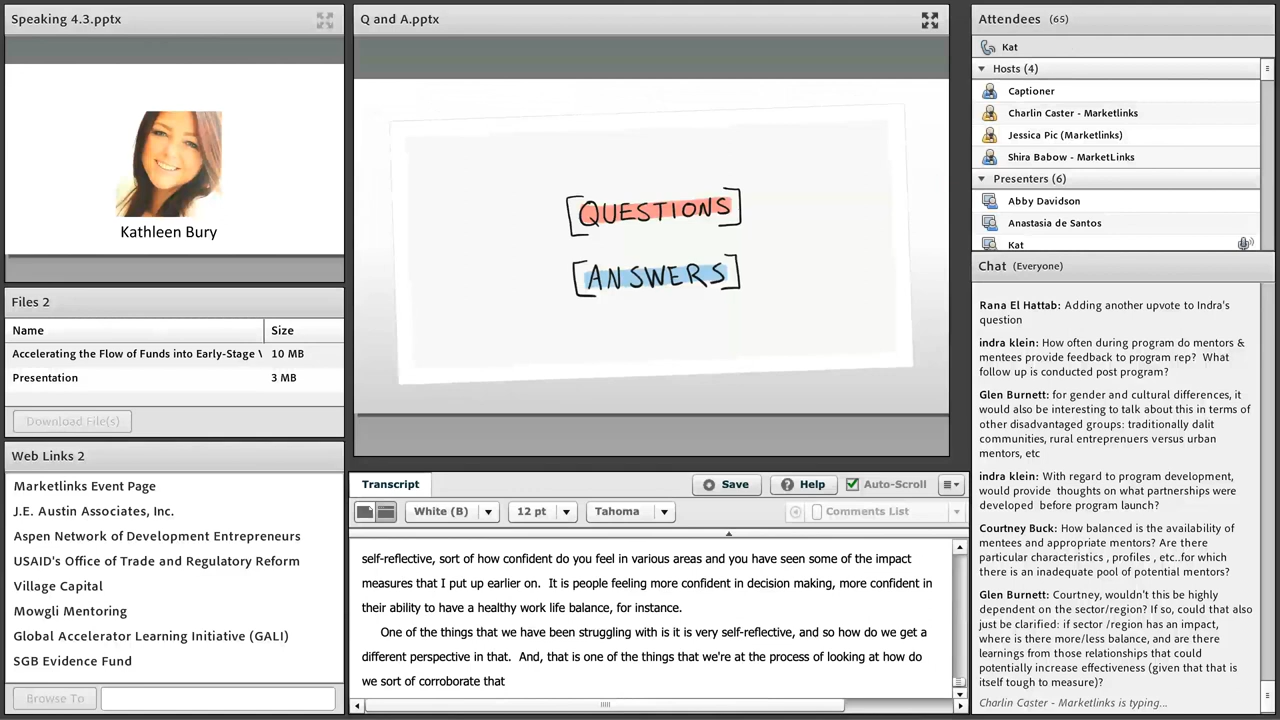 Speaking 4.3.pptx
Kathleen Bury
Files 2
Name Size
Accelerating the Flow of Funds into Early-Stage 10 MB
Presentation 3 MB
Download File(s)
Web Links 2
Marketlinks Event Page
J.E. Austin Associates, Inc.
Aspen Network of Development Entrepreneurs
USAID's Office of Trade and Regulatory Reform
Village Capital
Mowgli Mentoring
Global Accelerator Learning Initiative (GALI)
SGB Evidence Fund
Browse To
Q and A.pptx
[QUESTIONS]
[ANSWERS]
Transcript Save Help Auto-Scroll
White (B) 12 pt Tahoma Comments List
self-reflective, sort of how confident do you feel in various areas and you have seen some of the impact
measures that I put up earlier on. It is people feeling more confident in decision making, more confident in
their ability to have a healthy work life balance, for instance.
One of the things that we have been struggling with is it is very self-reflective, and so how do we get a
different perspective in that. And, that is one of the things that we're at the process of looking at how do
we sort of corroborate that
Attendees (65)
Kat
Hosts (4)
Captioner
Charlin Caster - Marketlinks
Jessica Pic (Marketlinks)
Shira Babow - MarketLinks
Presenters (6)
Abby Davidson
Anastasia de Santos
Kat
Chat (Everyone)
Rana El Hattab: Adding another upvote to Indra's
question
indra klein: How often during program do mentors &
mentees provide feedback to program rep? What
follow up is conducted post program?
Glen Burnett: for gender and cultural differences, it
would also be interesting to talk about this in terms of
other disadvantaged groups: traditionally dalit
communities, rural entreprenuers versus urban
mentors, etc
indra klein: With regard to program development,
would provide thoughts on what partnerships were
developed before program launch?
Courtney Buck: How balanced is the availability of
mentees and appropriate mentors? Are there
particular characteristics , profiles , etc..for which
there is an inadequate pool of potential mentors?
Glen Burnett: Courtney, wouldn't this be highly
dependent on the sector/region? If so, could that also
just be clarified: if sector /region has an impact,
where is there more/less balance, and are there
learnings from those relationships that could
potentially increase effectiveness (given that that is
itself tough to measure)?
Charlin Caster - Marketlinks is typing...